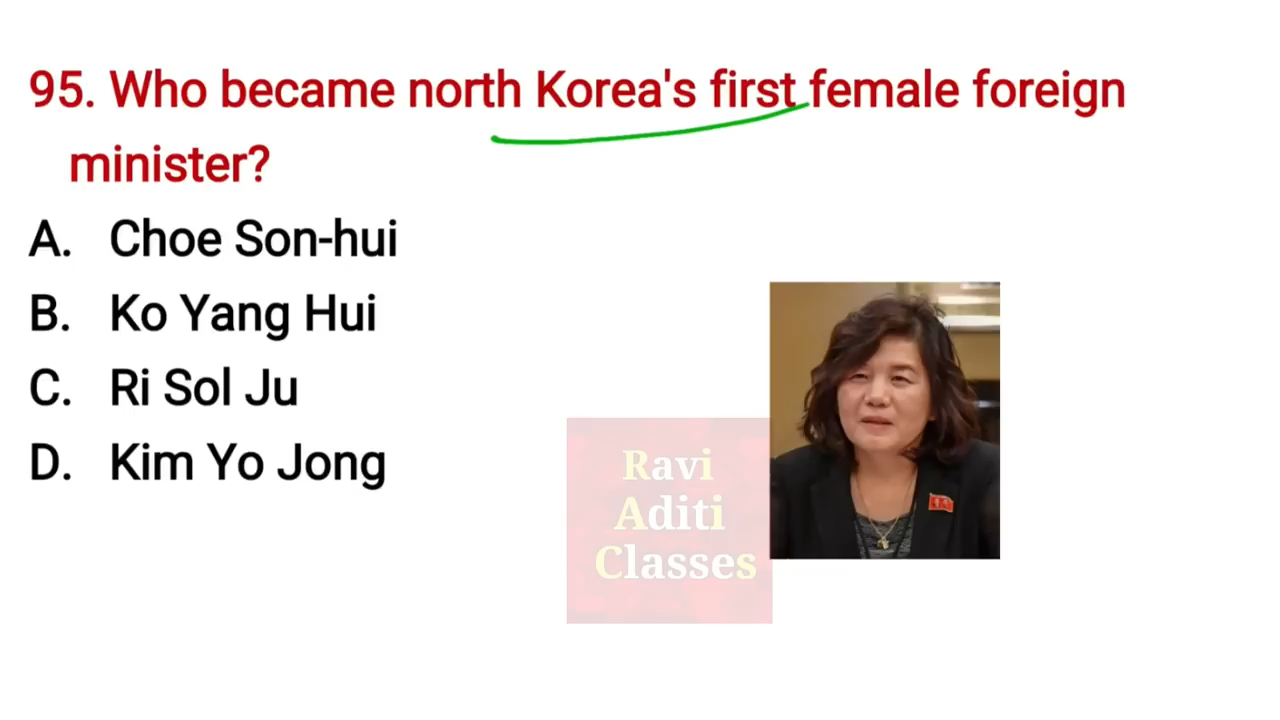 95. Who became north Korea's first female foreign
minister?
A. Choe Son-hui
B. Ko Yang Hui
C. Ri Sol Ju
D. Kim Yo Jong
Ravi
Aditi
Classes